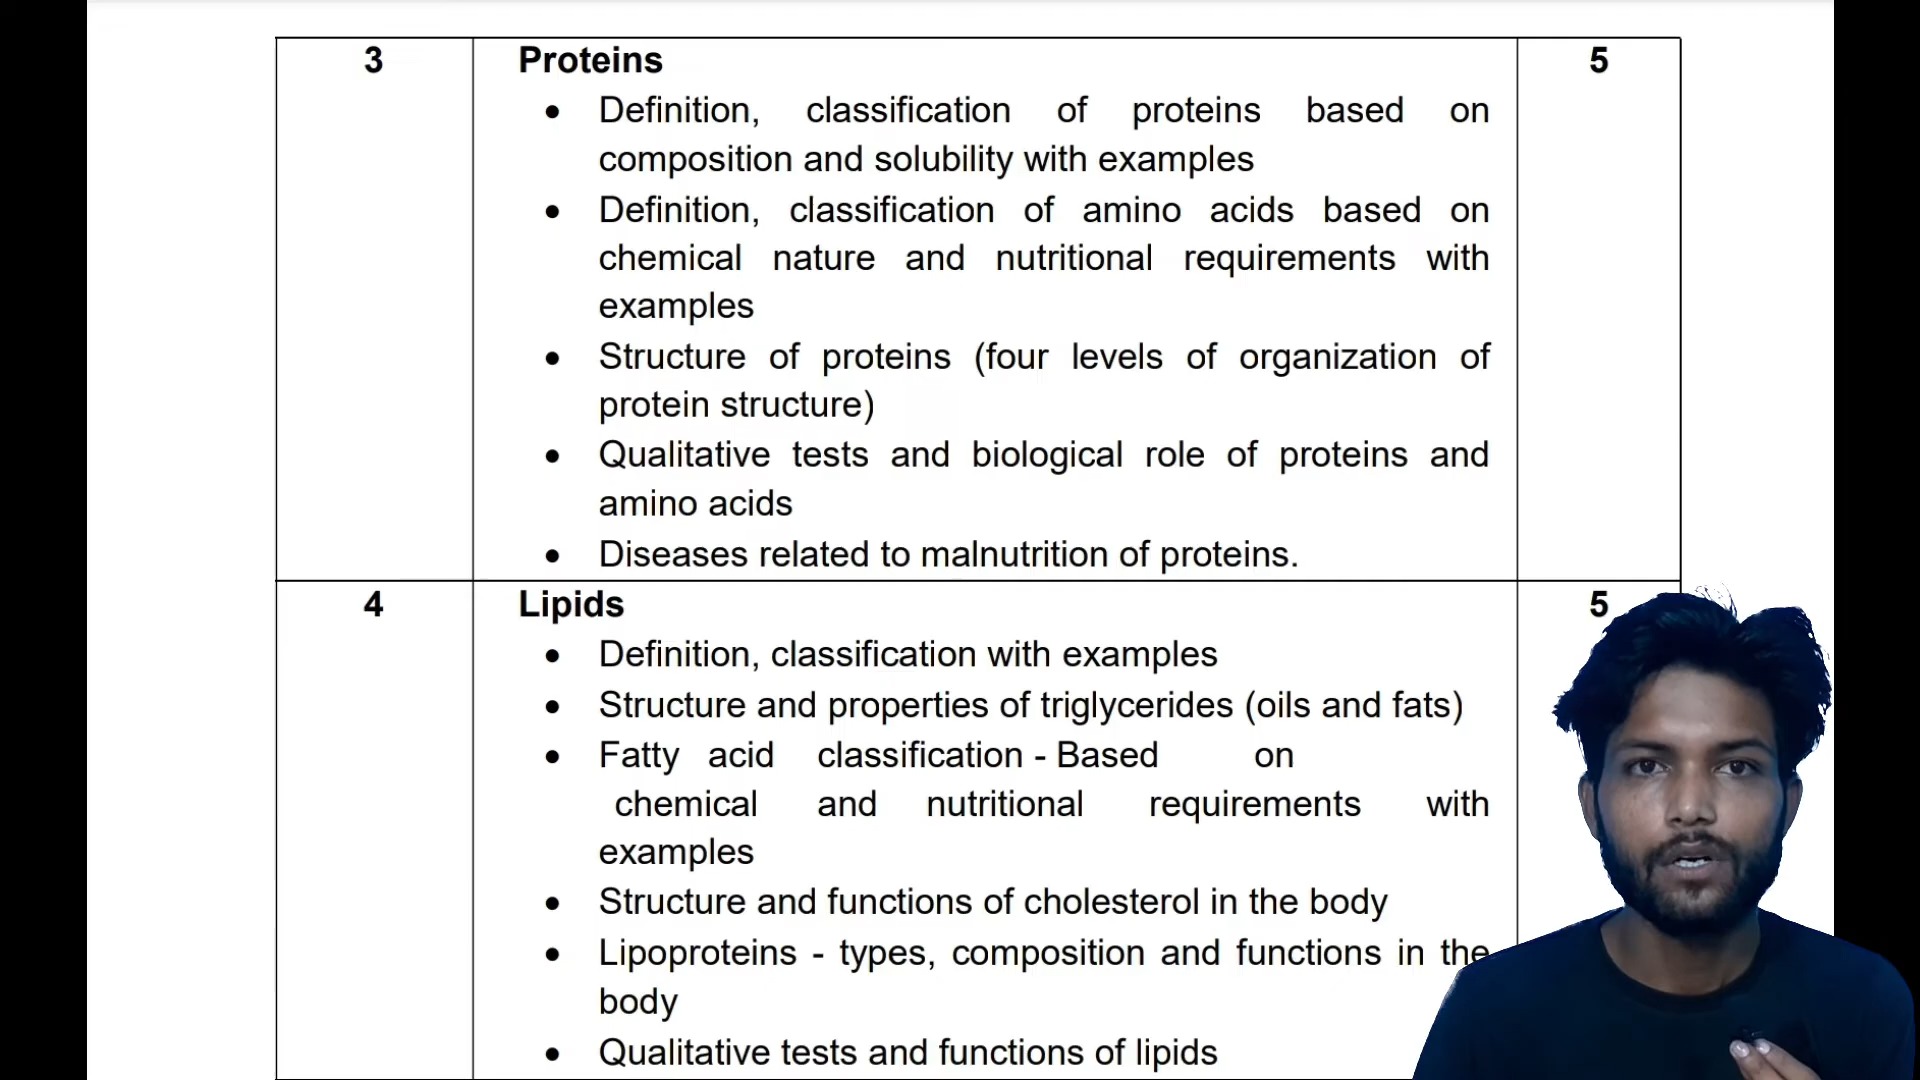 3 Proteins 5
• Definition, classification of proteins based on
composition and solubility with examples
• Definition, classification of amino acids based on
chemical nature and nutritional requirements with
examples
• Structure of proteins (four levels of organization of
protein structure)
• Qualitative tests and biological role of proteins and
amino acids
• Diseases related to malnutrition of proteins.
4 Lipids 5
• Definition, classification with examples
• Structure and properties of triglycerides (oils and fats)
• Fatty acid classification - Based on
chemical and nutritional requirements with
examples
• Structure and functions of cholesterol in the body
• Lipoproteins - types, composition and functions in the
body
• Qualitative tests and functions of lipids